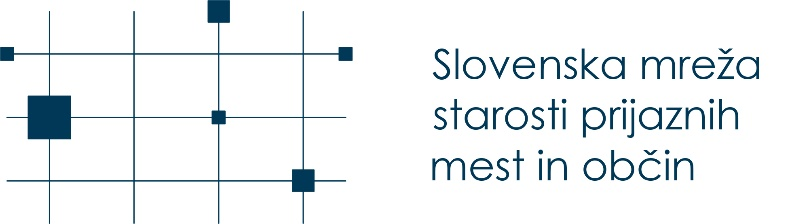 Slovenska mreža
starosti prijaznih
mest in občin